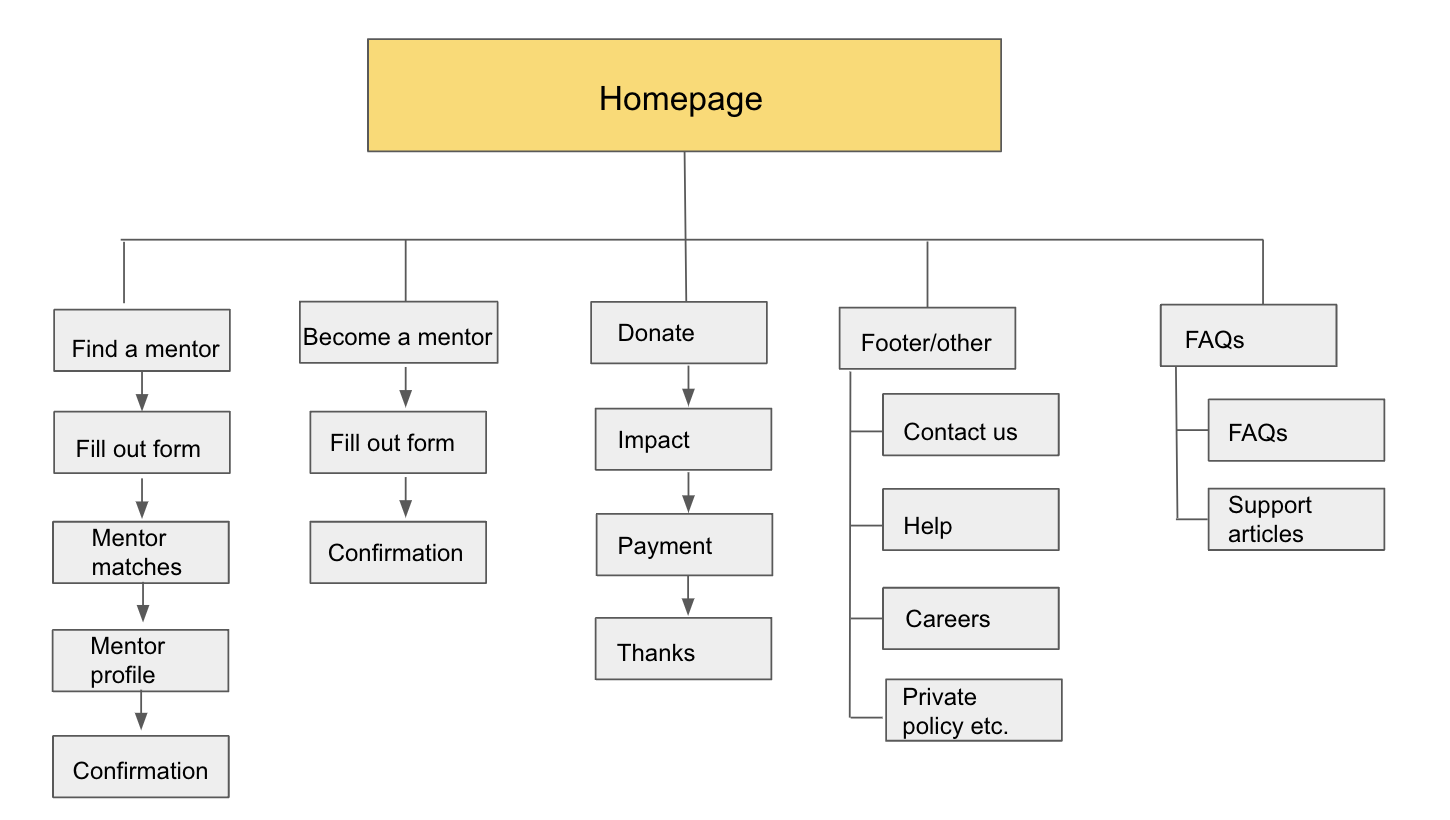 Homepage
Find a mentor
Become a mentor
Donate
Footer/other
FAQs
Fill out form
Mentor
matches
Mentor
profile
Confirmation
Fill out form
Confirmation
Impact
Payment
Thanks
Contact us
Help
Careers
Private
policy etc.
FAQs
Support
articles